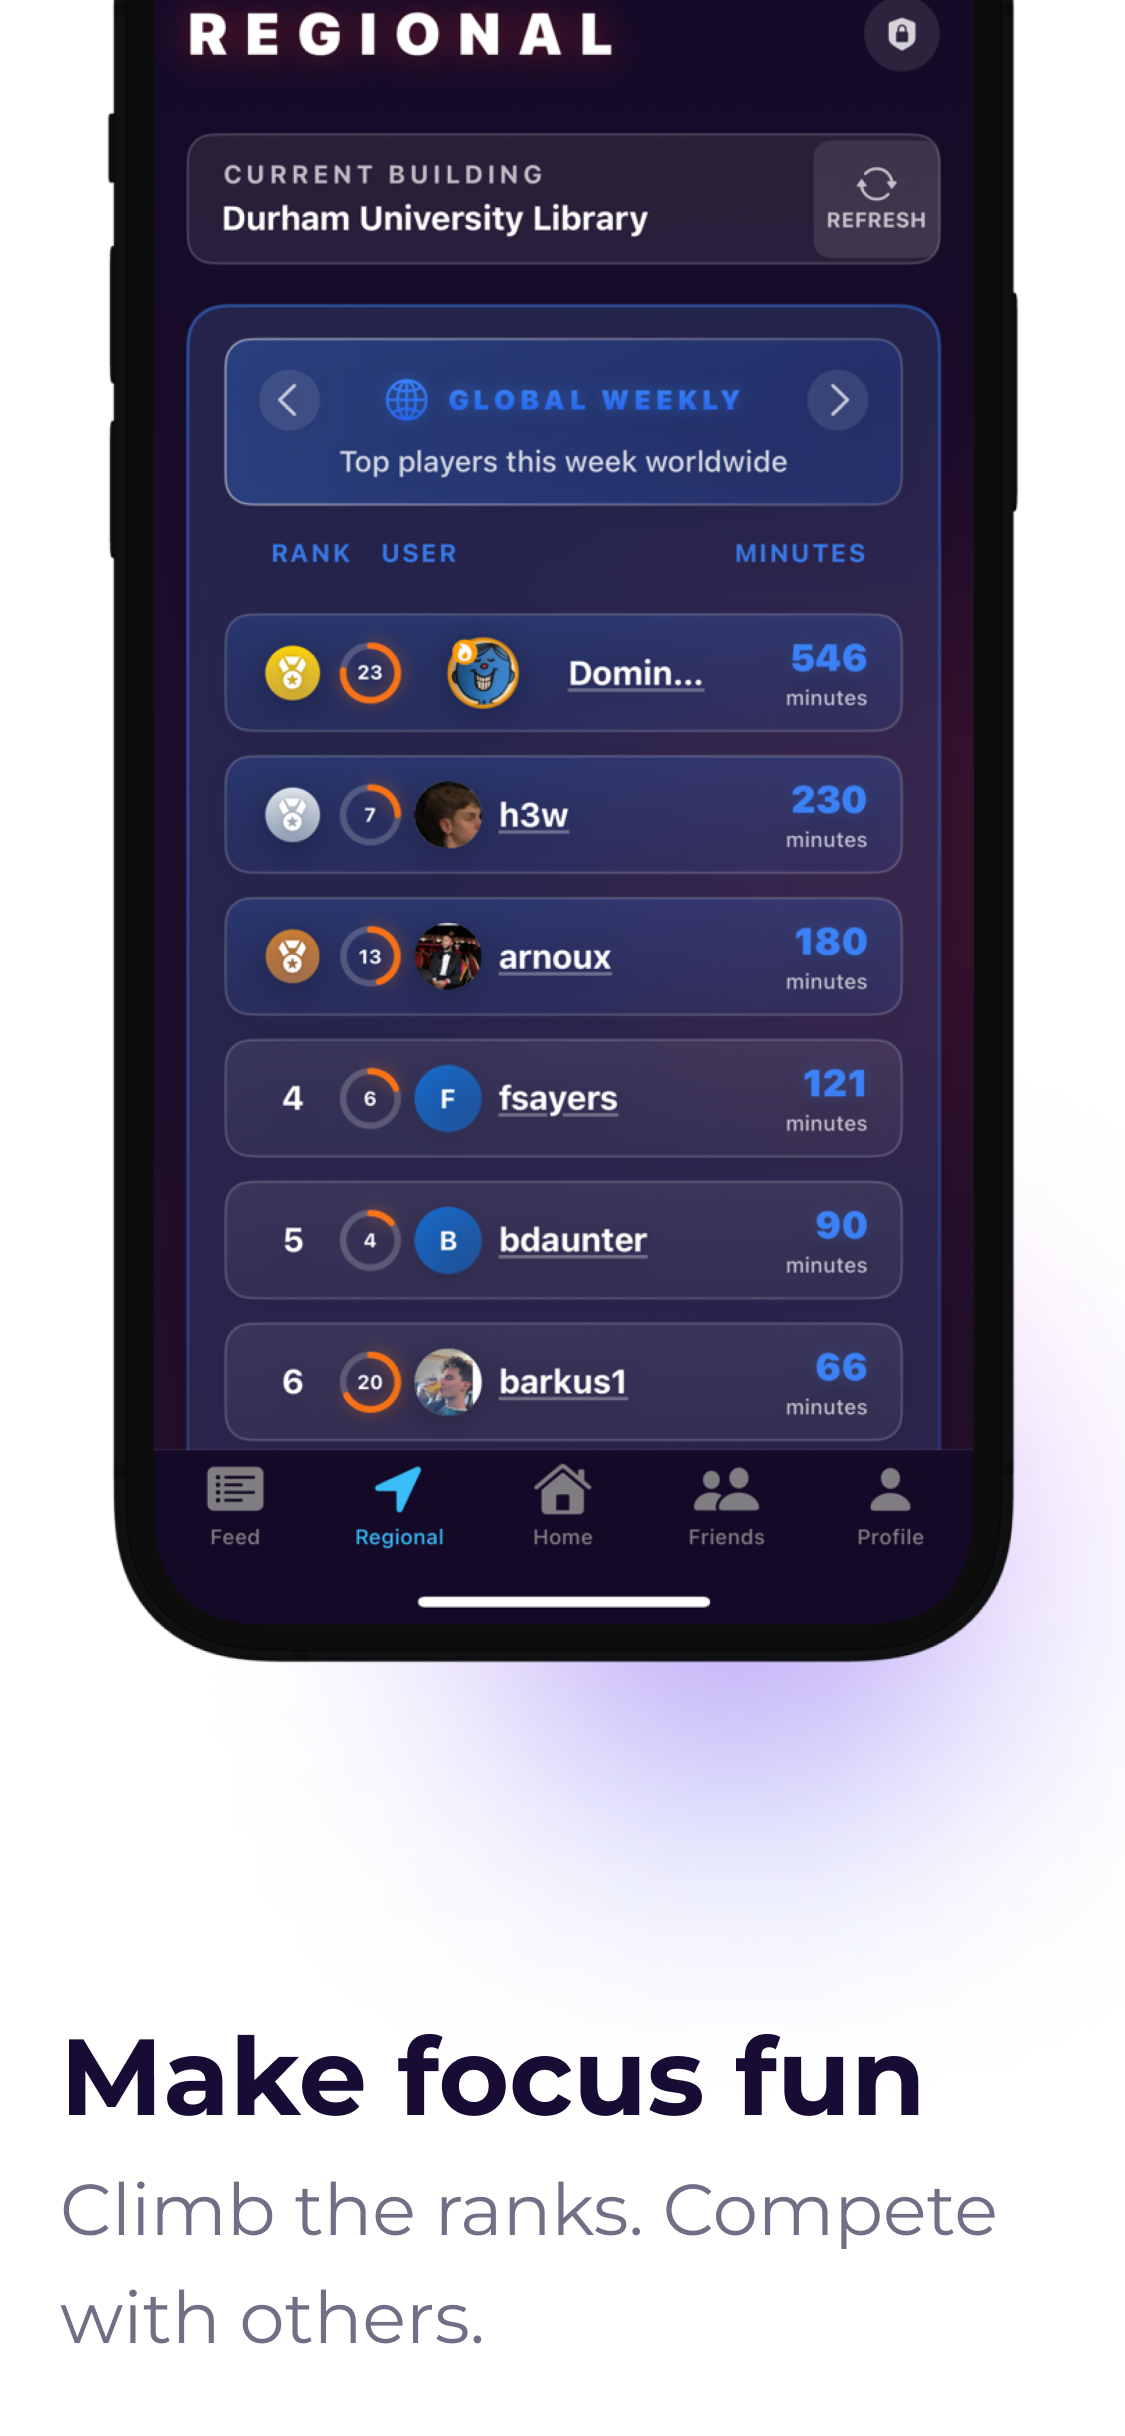 REGIONAL
CURRENT BUILDING
Durham University Library
REFRESH
GLOBAL WEEKLY
Top players this week worldwide
RANK USER MINUTES
23 Domin... 546
minutes
7 h3w 230
minutes
13 arnoux 180
minutes
4 6 F fsayers 121
minutes
5 4 B bdaunter 90
minutes
6 20 barkus1 66
minutes
Feed Regional Home Friends Profile
Make focus fun
Climb the ranks. Compete
with others.